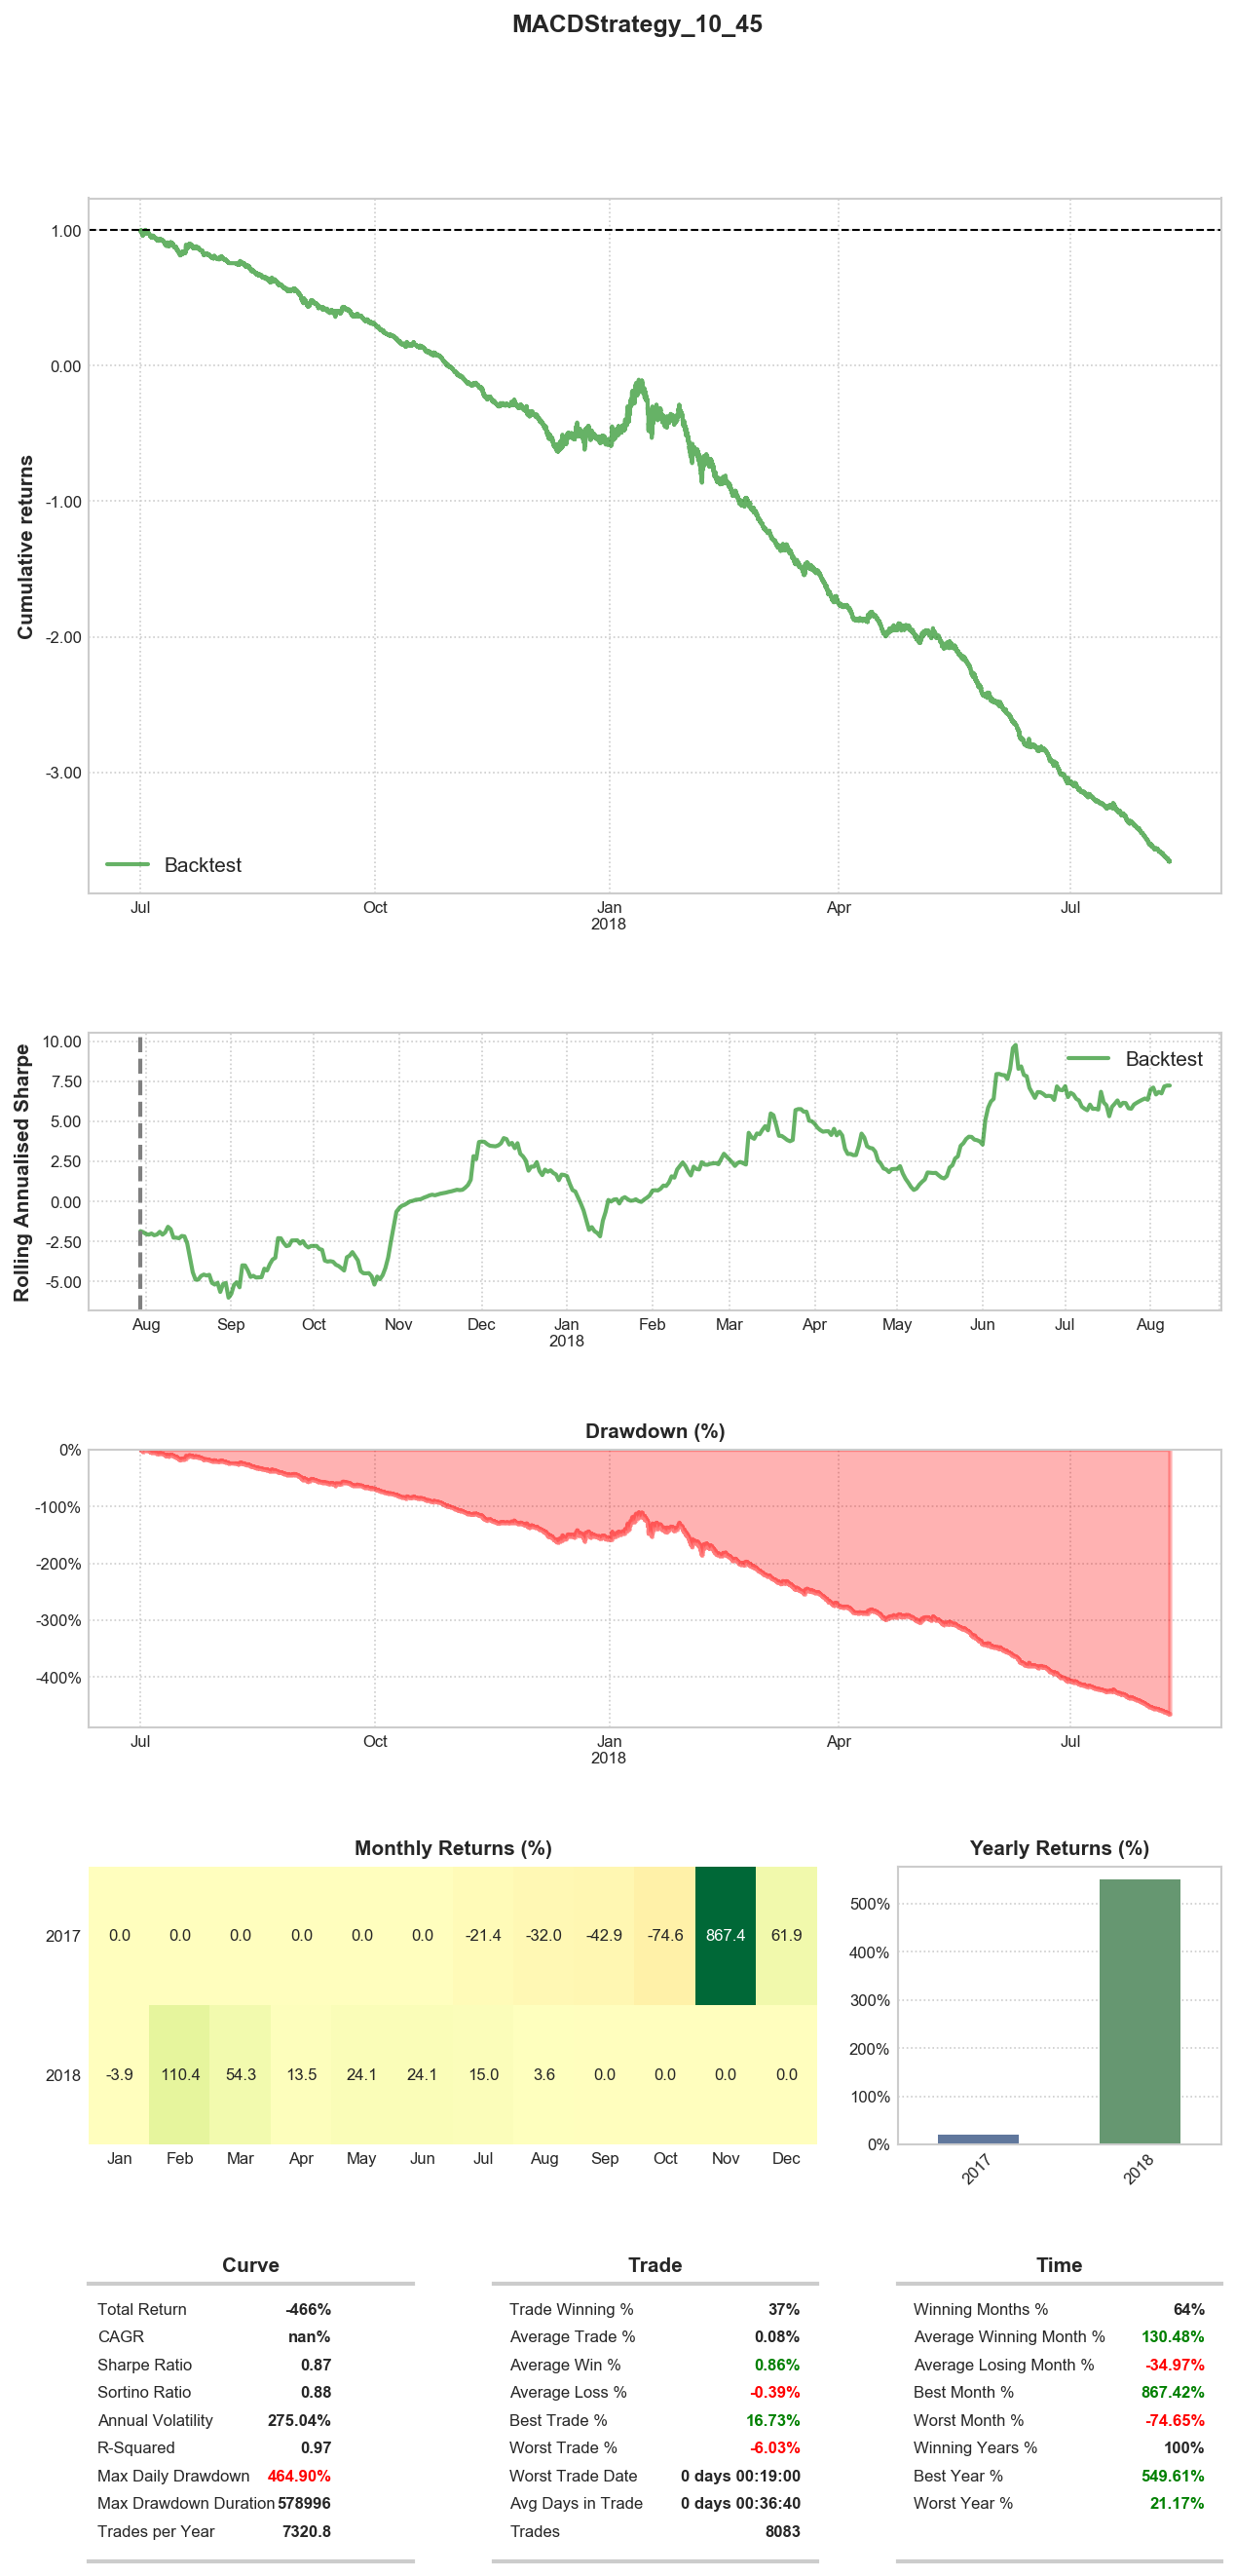 MACDStrategy_10_45
Cumulative returns
1.00
0.00
-1.00
-2.00
-3.00
Backtest
Jul Oct Jan Apr Jul
2018
Rolling Annualised Sharpe
10.00
7.50
5.00
2.50
0.00
-2.50
-5.00
Backtest
Aug Sep Oct Nov Dec Jan Feb Mar Apr May Jun Jul Aug
2018
Drawdown (%)
0%
-100%
-200%
-300%
-400%
Jul Oct Jan Apr Jul
2018
Monthly Returns (%)
2017 0.0 0.0 0.0 0.0 0.0 0.0 -21.4 -32.0 -42.9 -74.6 867.4 61.9
2018 -3.9 110.4 54.3 13.5 24.1 24.1 15.0 3.6 0.0 0.0 0.0 0.0
Jan Feb Mar Apr May Jun Jul Aug Sep Oct Nov Dec
Yearly Returns (%)
500%
400%
300%
200%
100%
0%
2017 2018
Curve
Total Return -466%
CAGR nan%
Sharpe Ratio 0.87
Sortino Ratio 0.88
Annual Volatility 275.04%
R-Squared 0.97
Max Daily Drawdown 464.90%
Max Drawdown Duration 578996
Trades per Year 7320.8
Trade
Trade Winning % 37%
Average Trade % 0.08%
Average Win % 0.86%
Average Loss % -0.39%
Best Trade % 16.73%
Worst Trade % -6.03%
Worst Trade Date 0 days 00:19:00
Avg Days in Trade 0 days 00:36:40
Trades 8083
Time
Winning Months % 64%
Average Winning Month % 130.48%
Average Losing Month % -34.97%
Best Month % 867.42%
Worst Month % -74.65%
Winning Years % 100%
Best Year % 549.61%
Worst Year % 21.17%